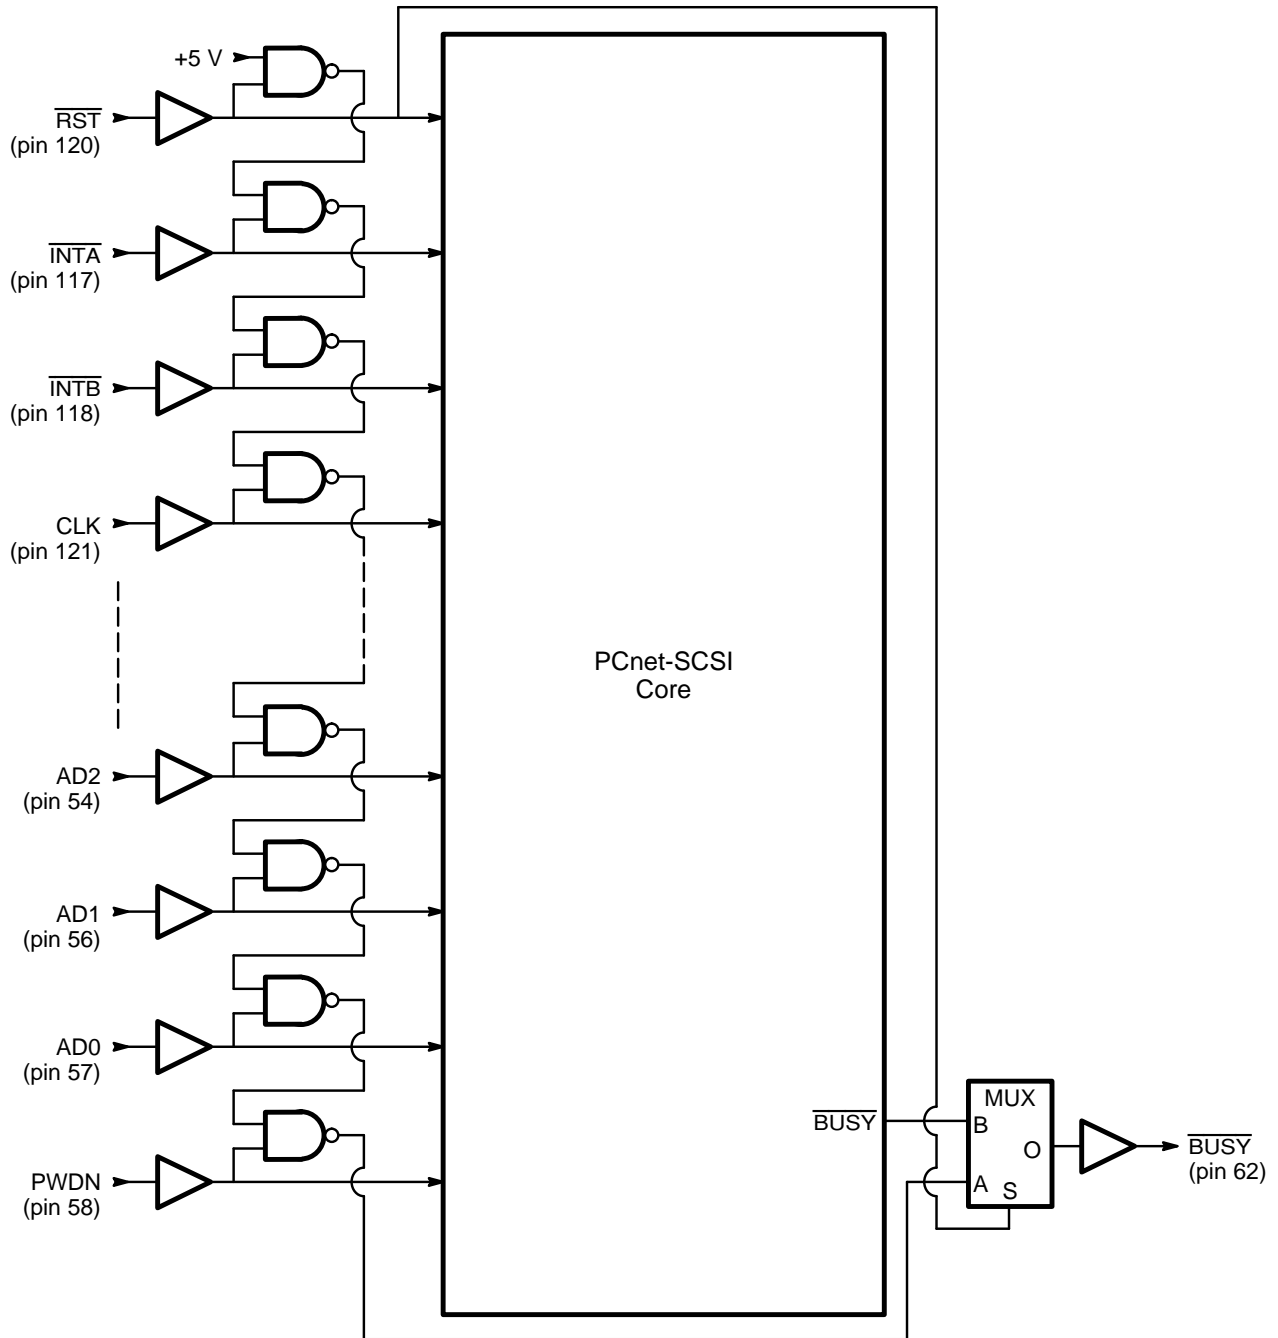 +5 V
RST
(pin 120)
INTA
(pin 117)
INTB
(pin 118)
CLK
(pin 121)
PCnet-SCSI
Core
AD2
(pin 54)
AD1
(pin 56)
AD0
(pin 57)
PWDN
(pin 58)
BUSY
MUX
B
O
A
S
BUSY
(pin 62)